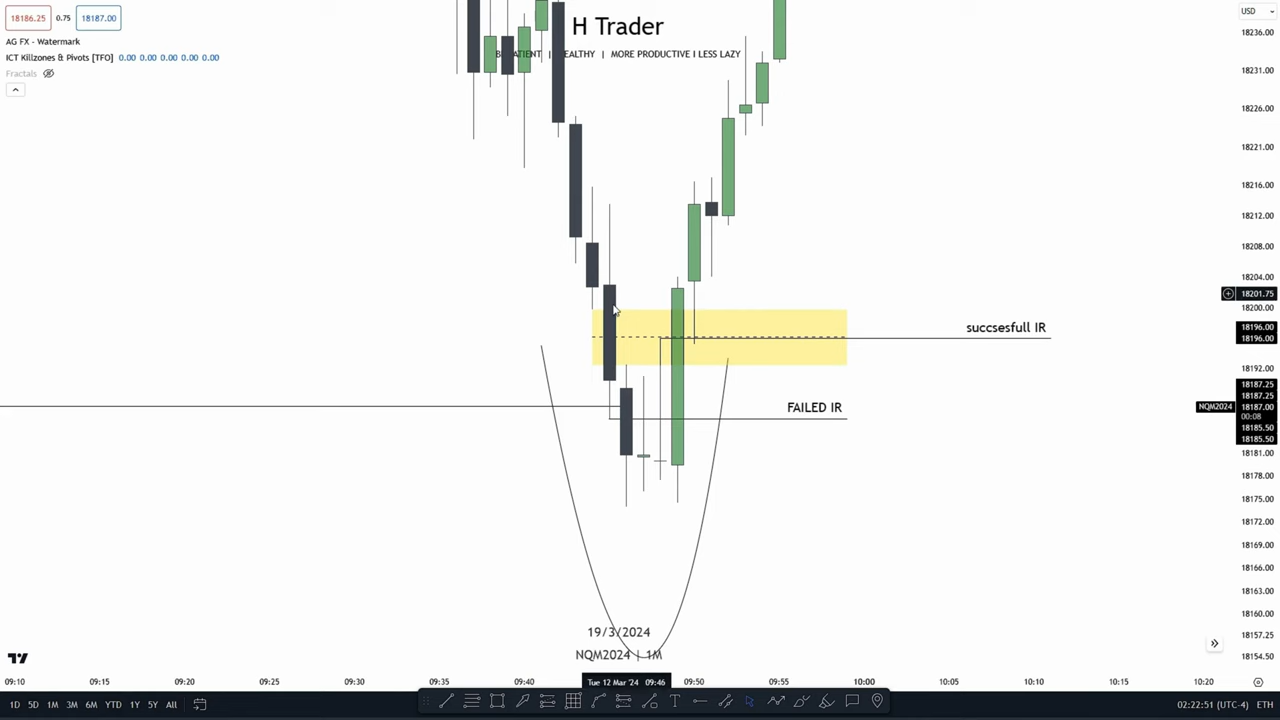 18186.25 0.75 18187.00
H Trader
USD
AG FX - Watermark
ICT Killzones & Pivots [TFO] 0.00 0.00 0.00 0.00 0.00
Fractals
MORE PRODUCTIVE I LESS LAZY
18236.00
18231.00
18226.00
18221.00
18216.00
18212.00
18208.00
18204.00
18201.75
18200.00
succsesfull IR
18196.00
18196.00
18192.00
18187.25
18187.25
FAILED IR
NQM2024 18187.00
00:08
18185.50
18185.50
18181.00
18178.00
18175.00
18172.00
18169.00
18166.00
18163.00
18160.00
19/3/2024
18157.25
NQM2024 | 1M
18154.50
09:10 09:15 09:20 09:25 09:30 09:35 09:40 Tue 12 Mar '24 09:46 09:50 09:55 10:00 10:05 10:10 10:15 10:20
1D 5D 1M 3M 6M YTD 1Y 5Y All
02:22:51 (UTC-4) ETH